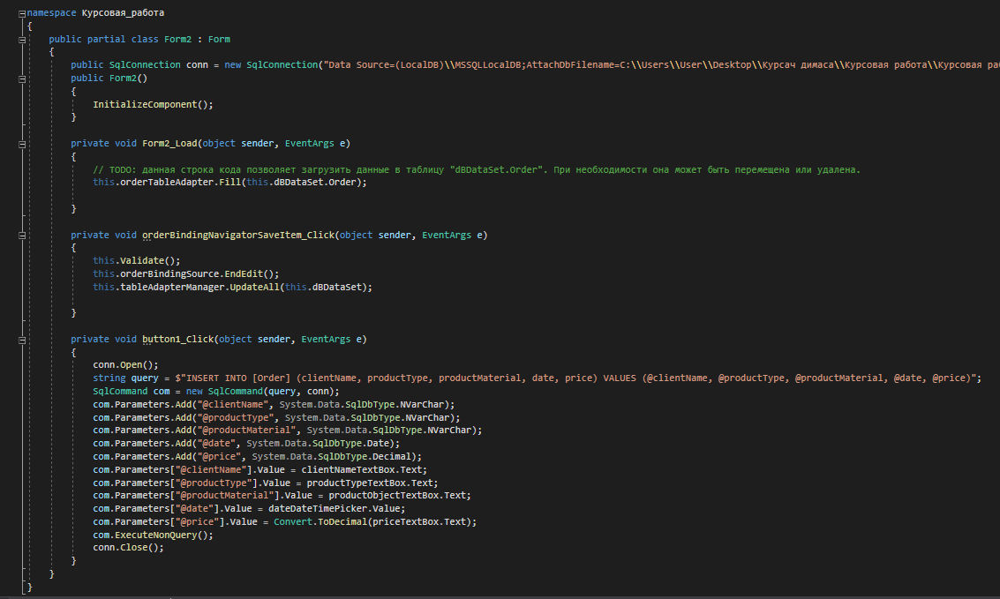 namespace Курсовая_работа
{
public partial class Form2 : Form
{
public SqlConnection conn = new SqlConnection("Data Source=(LocalDB)\\MSSQLLocalDB;AttachDbFilename=C:\\Users\\User\\Desktop\\Курсач димаса\\Курсовая работа\\Курсовая
public Form2()
{
InitializeComponent();
}
private void Form2_Load(object sender, EventArgs e)
{
// TODO: данная строка кода позволяет загрузить данные в таблицу "dBDataSet.Order". При необходимости она может быть перемещена или удалена.
this.orderTableAdapter.Fill(this.dBDataSet.Order);
}
private void orderBindingNavigatorSaveItem_Click(object sender, EventArgs e)
{
this.Validate();
this.orderBindingSource.EndEdit();
this.tableAdapterManager.UpdateAll(this.dBDataSet);
}
private void button1_Click(object sender, EventArgs e)
{
conn.Open();
string query = $"INSERT INTO [Order] (clientName, productType, productMaterial, date, price) VALUES (@clientName, @productType, @productMaterial, @date, @price)";
SqlCommand com = new SqlCommand(query, conn);
com.Parameters.Add("@clientName", System.Data.SqlDbType.NVarChar);
com.Parameters.Add("@productType", System.Data.SqlDbType.NVarChar);
com.Parameters.Add("@productMaterial", System.Data.SqlDbType.NVarChar);
com.Parameters.Add("@date", System.Data.SqlDbType.Date);
com.Parameters.Add("@price", System.Data.SqlDbType.Decimal);
com.Parameters["@clientName"].Value = clientNameTextBox.Text;
com.Parameters["@productType"].Value = productTypeTextBox.Text;
com.Parameters["@productMaterial"].Value = productObjectTextBox.Text;
com.Parameters["@date"].Value = dateDateTimePicker.Value;
com.Parameters["@price"].Value = Convert.ToDecimal(priceTextBox.Text);
com.ExecuteNonQuery();
conn.Close();
}
}
}